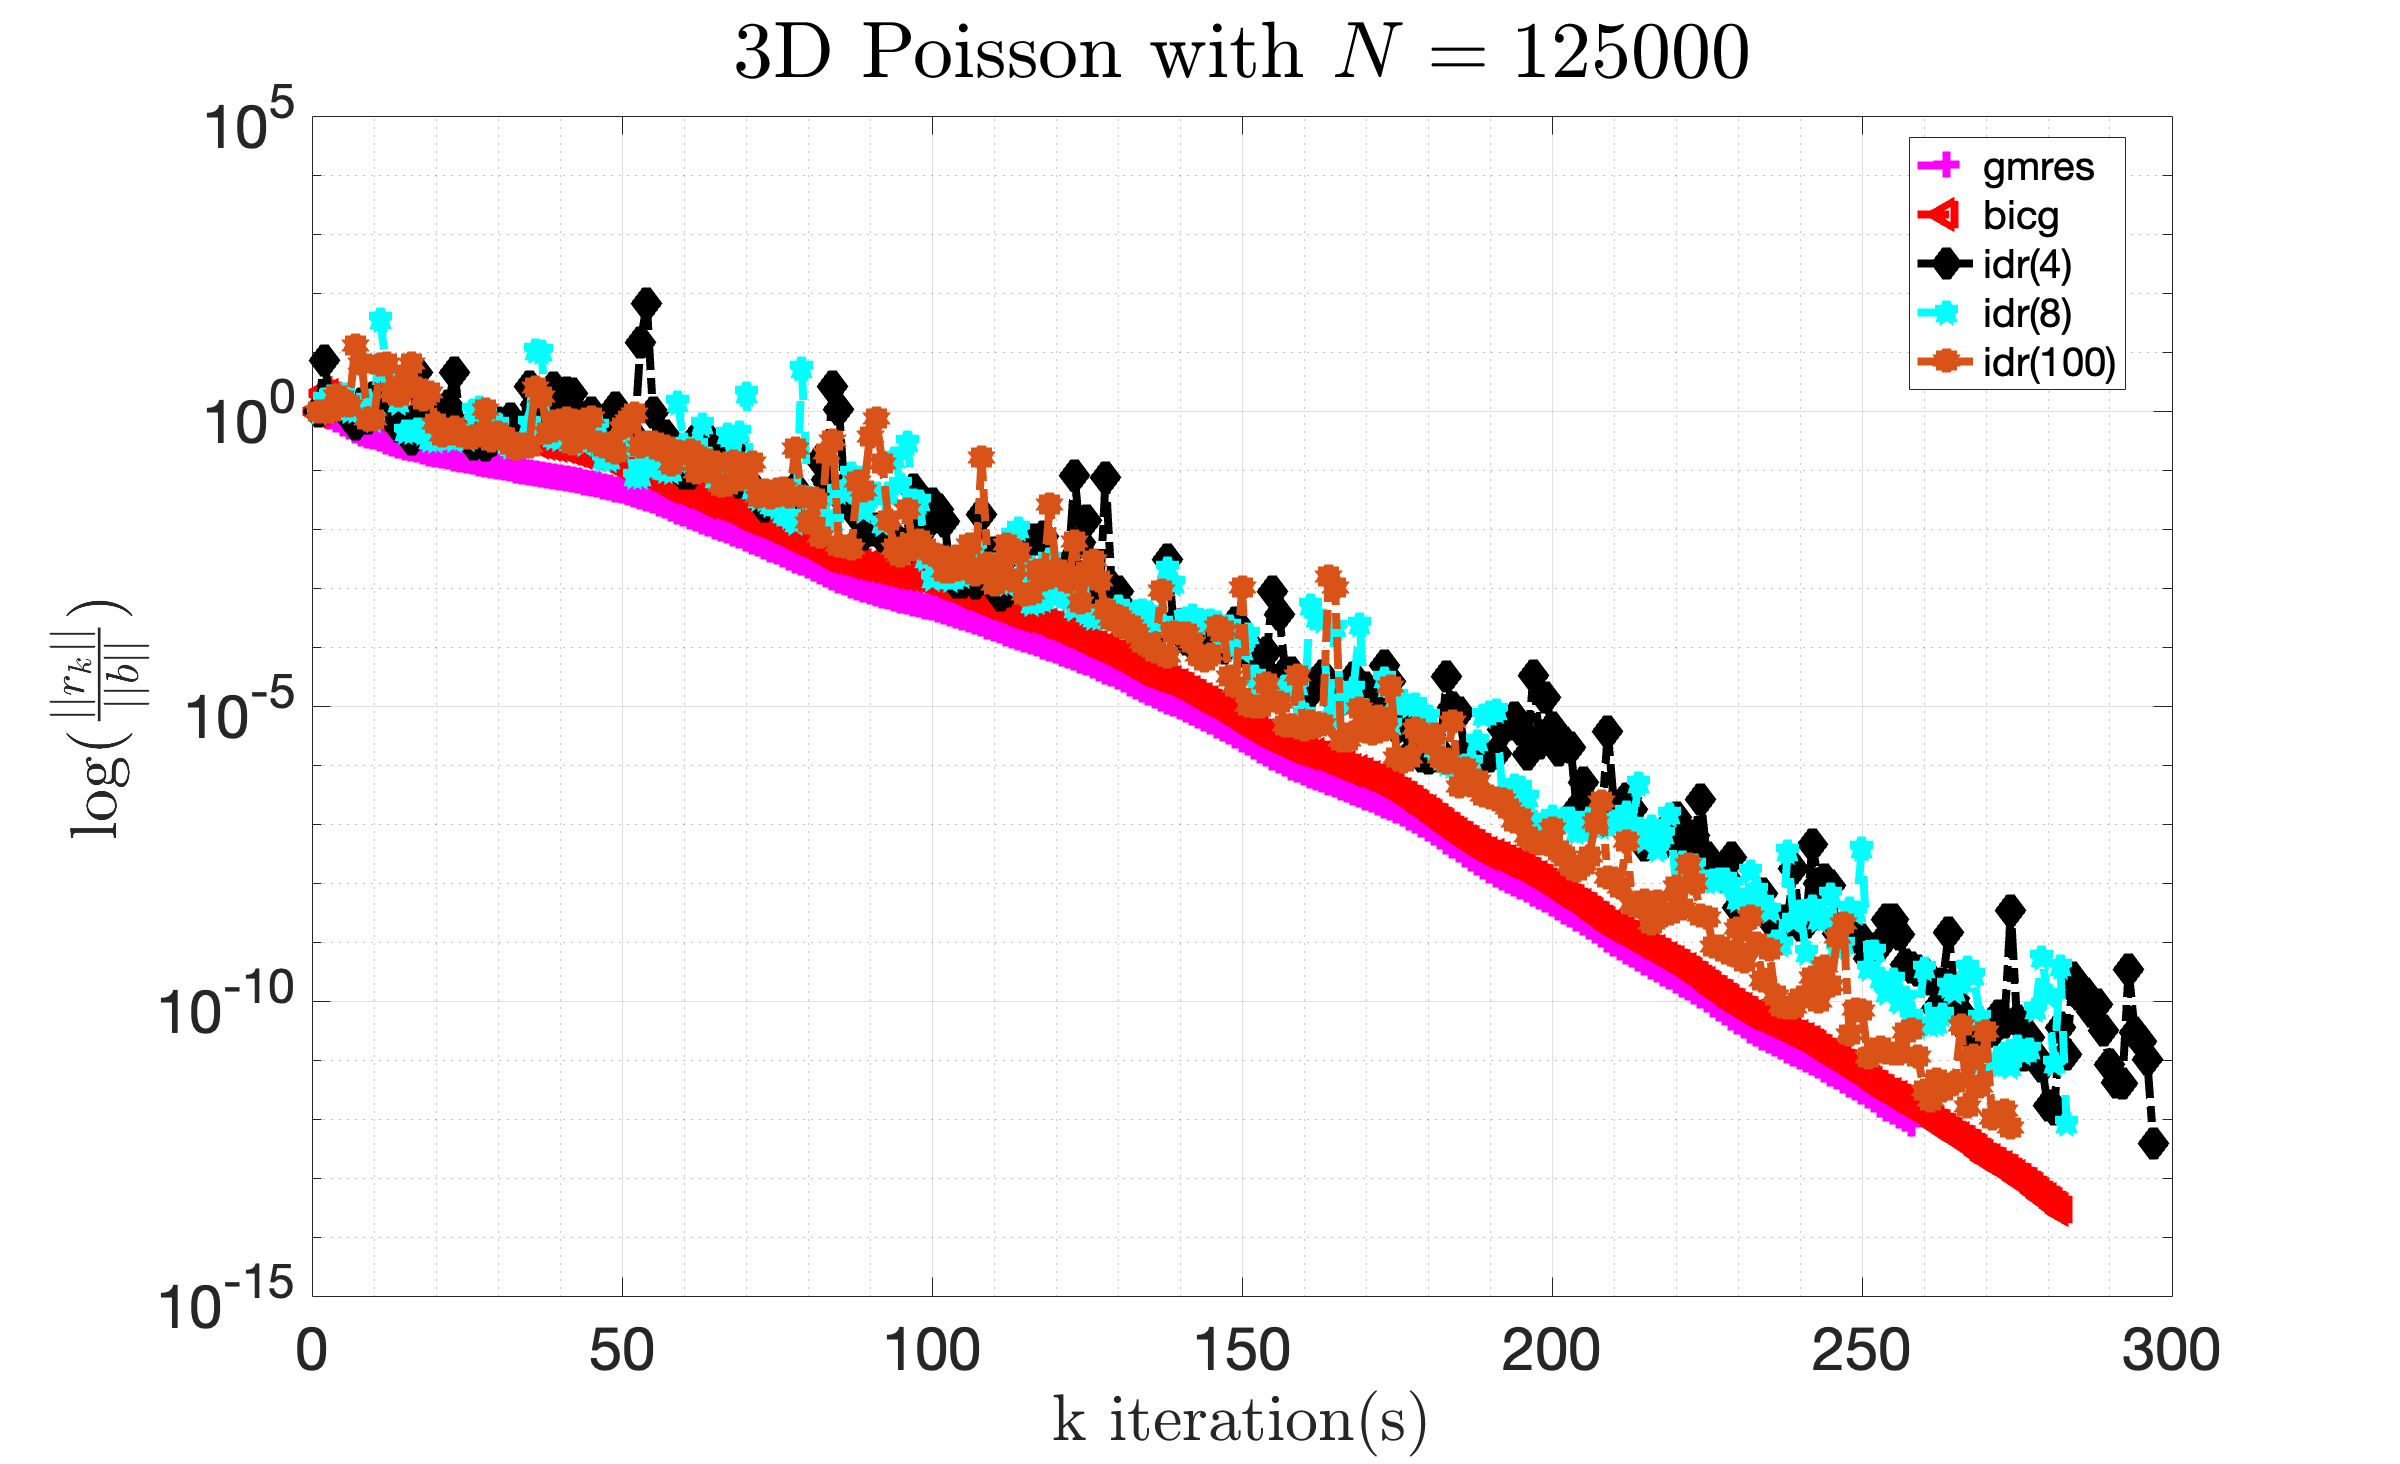 3D Poisson with N = 125000
10^5
10^0
10^-5
10^-10
10^-15
log(||r_k||/||b||)
gmres
bicg
idr(4)
idr(8)
idr(100)
0 50 100 150 200 250 300
k iteration(s)